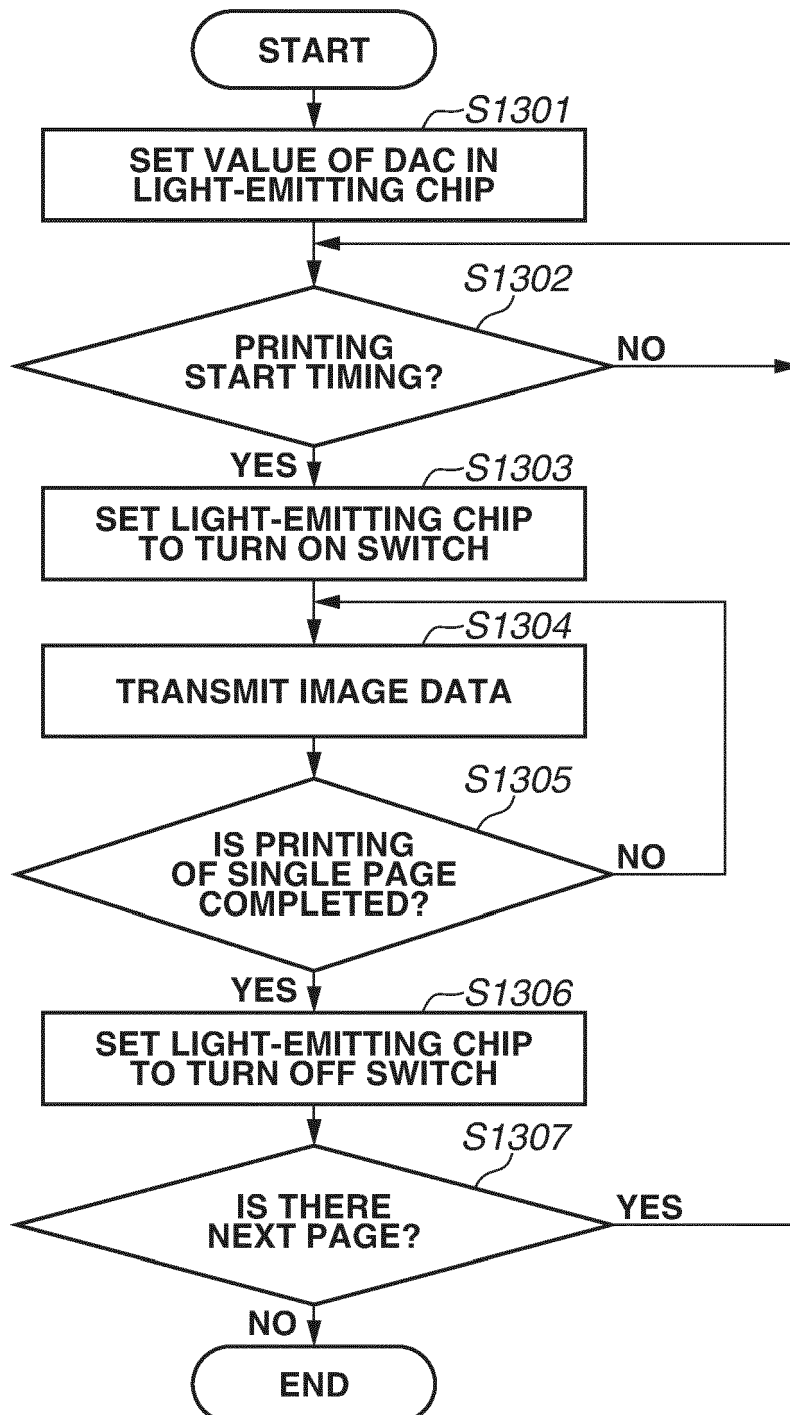 START
S1301
SET VALUE OF DAC IN
LIGHT-EMITTING CHIP
S1302
PRINTING
START TIMING?
NO
YES
S1303
SET LIGHT-EMITTING CHIP
TO TURN ON SWITCH
S1304
TRANSMIT IMAGE DATA
S1305
IS PRINTING
OF SINGLE PAGE
COMPLETED?
NO
YES
S1306
SET LIGHT-EMITTING CHIP
TO TURN OFF SWITCH
S1307
IS THERE
NEXT PAGE?
YES
NO
END